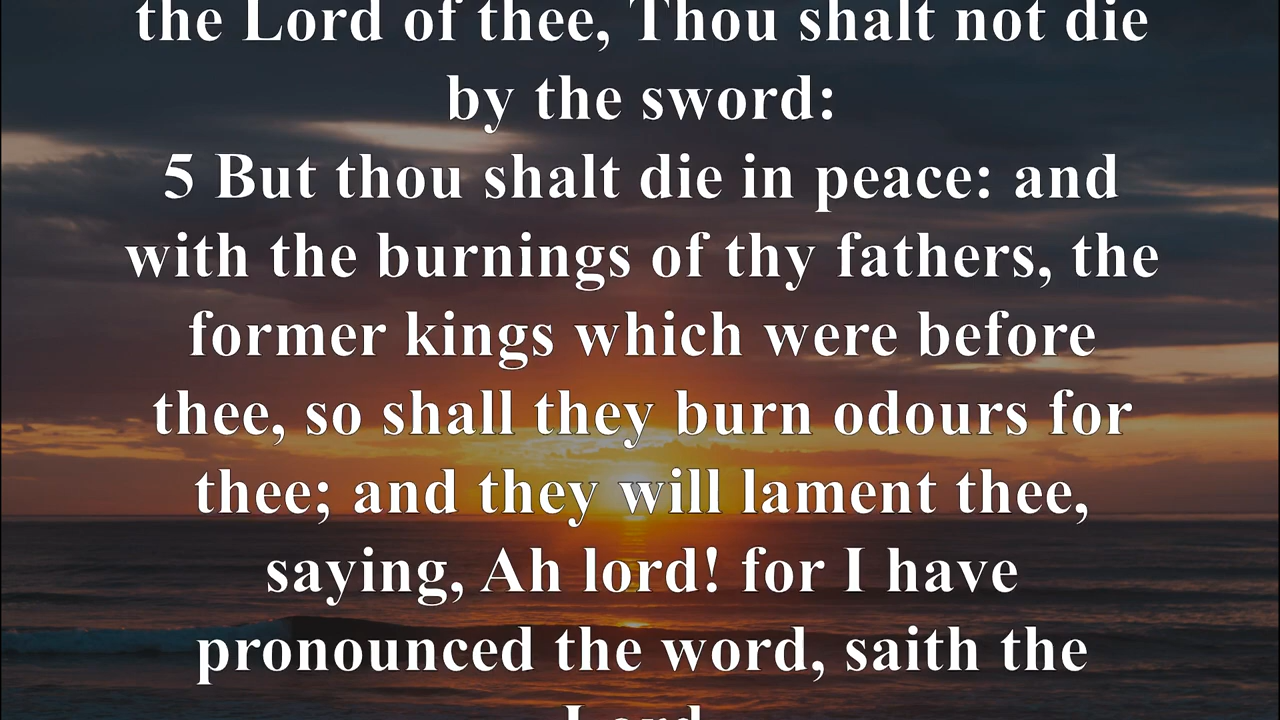 the Lord of thee, Thou shalt not die
by the sword:
5 But thou shalt die in peace: and
with the burnings of thy fathers, the
former kings which were before
thee, so shall they burn odours for
thee; and they will lament thee,
saying, Ah lord! for I have
pronounced the word, saith the
Lord